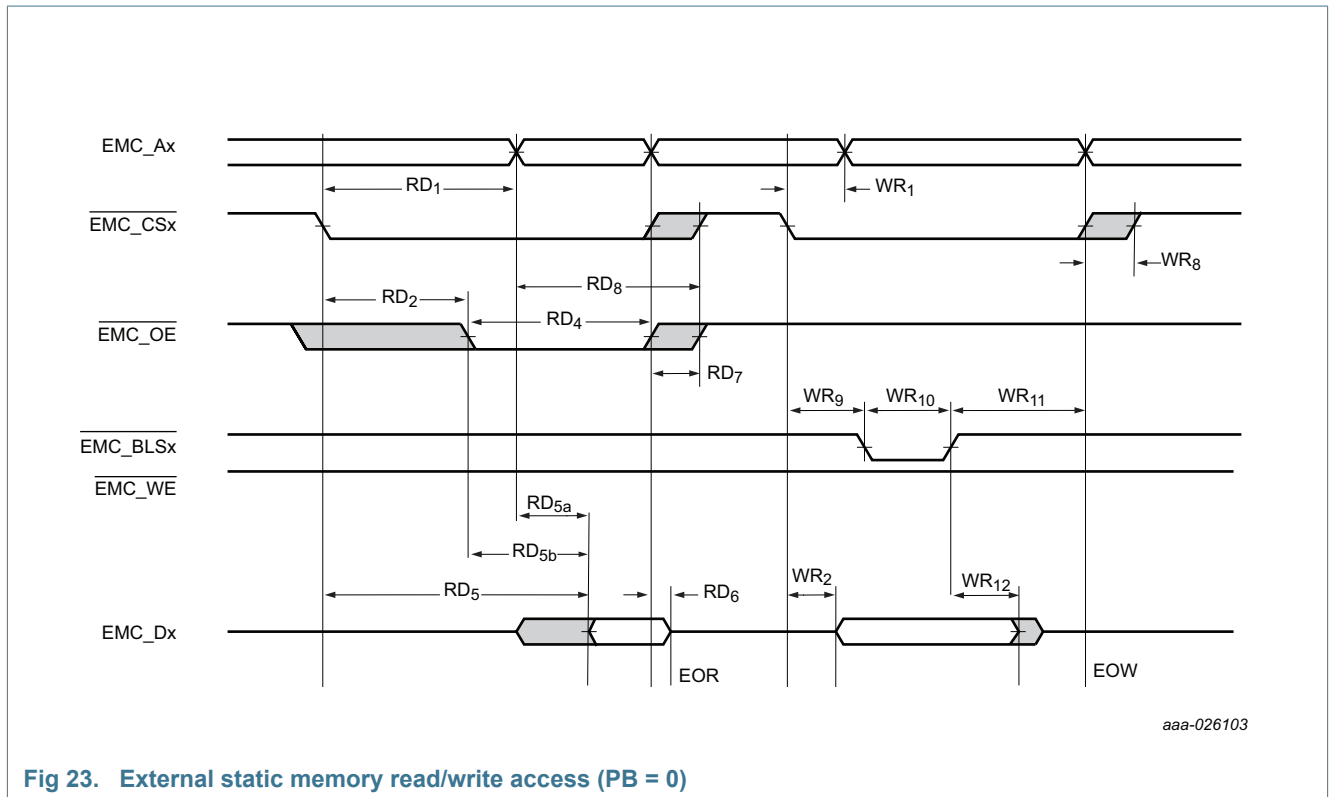 EMC_Ax
RD1
WR1
EMC_CSx
WR8
RD8
RD2
RD4
EMC_OE
RD7
WR9
WR10
WR11
EMC_BLSx
EMC_WE
RD5a
RD5b
WR2
WR12
RD5
RD6
EMC_Dx
EOR
EOW
aaa-026103
Fig 23. External static memory read/write access (PB = 0)